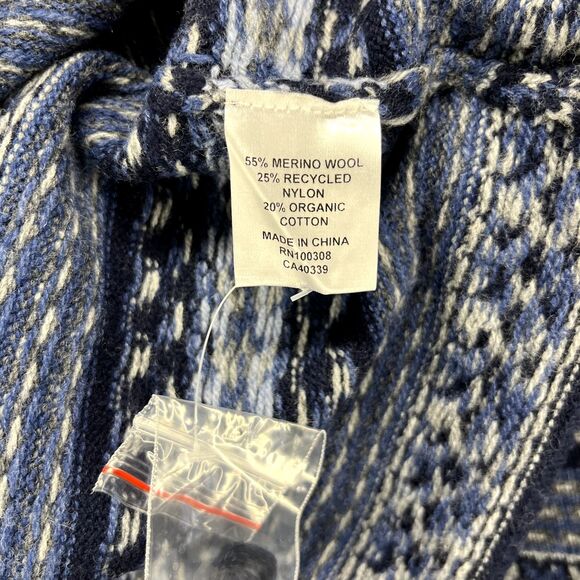 55% MERINO WOOL
25% RECYCLED
NYLON
20% ORGANIC
COTTON
MADE IN CHINA
RN100308
CA40339